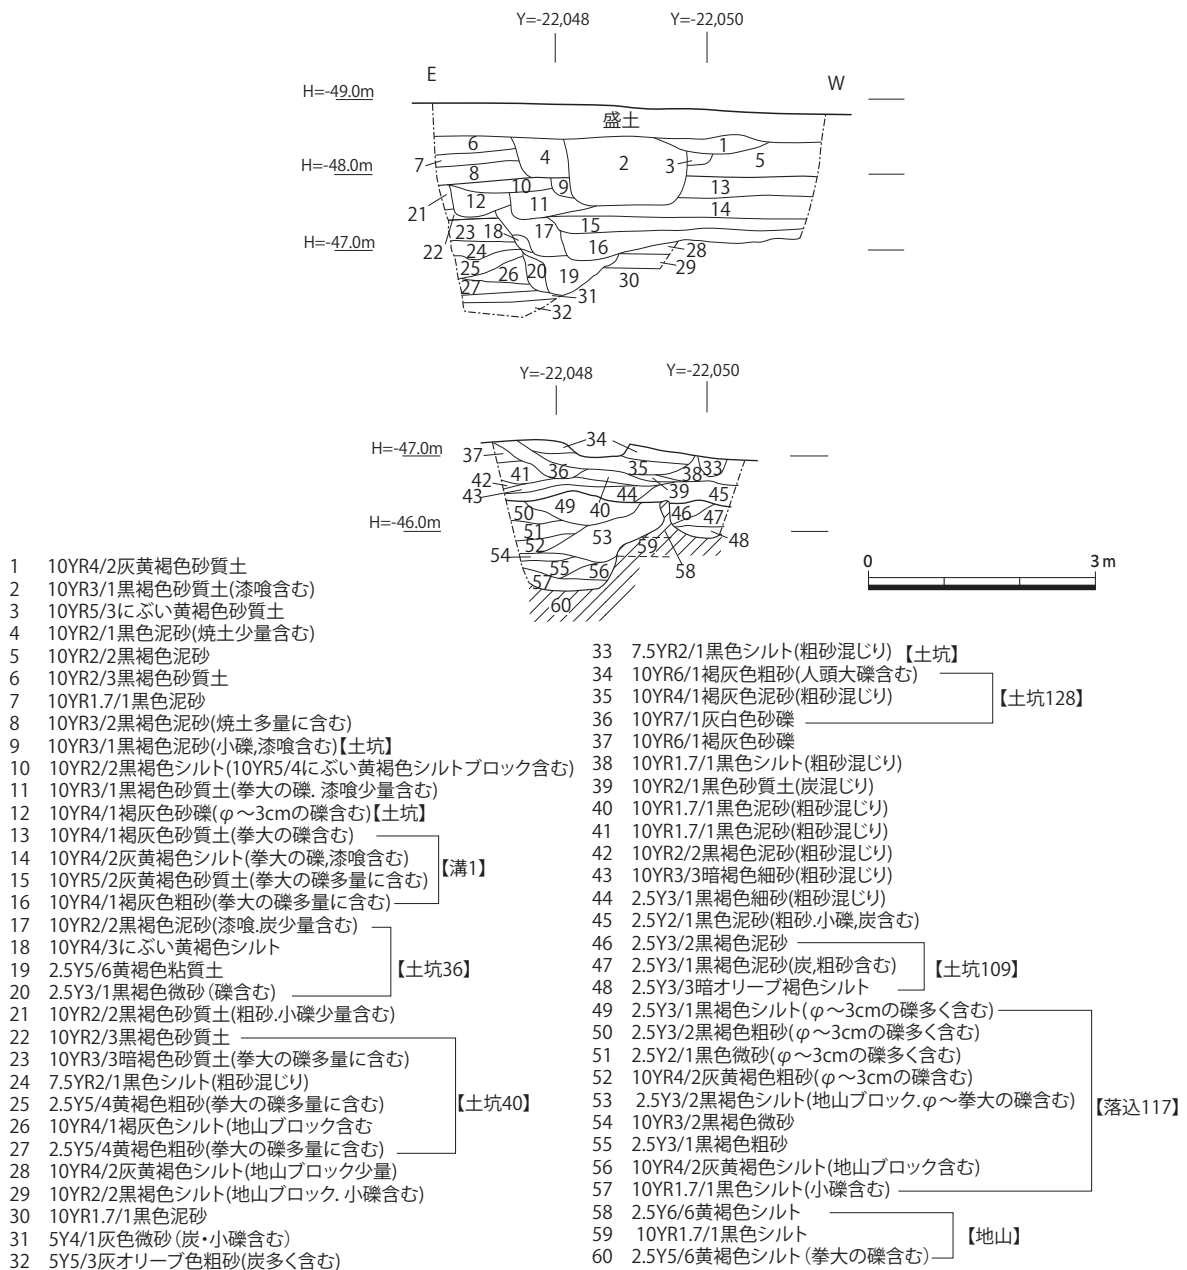 Y=-22,048 Y=-22,050
E W
H=-49.0m
盛土
6 4 2 3 1 5
7 H=-48.0m 8
10 9 13
12 11 14
21
23 18 17 15
22 H=-47.0m 24 16 28
25 26 20 19 30 29
27 31
32
Y=-22,048 Y=-22,050
H=-47.0m 37 34
41 36 35 38 33
42
43 40 44 39 45
50 49 46 47
H=-46.0m 51
52 53 59 48
54 55 56 58
57
60
0 3 m
1 10YR4/2灰黄褐色砂質土
2 10YR3/1黒褐色砂質土(漆喰含む)
3 10YR5/3にぶい黄褐色砂質土
4 10YR2/1黒色泥砂(焼土少量含む)
5 10YR2/2黒褐色泥砂
6 10YR2/3黒褐色砂質土
7 10YR1.7/1黒色泥砂
8 10YR3/2黒褐色泥砂(焼土多量に含む)
9 10YR3/1黒褐色泥砂(小礫,漆喰含む)【土坑】
10 10YR2/2黒褐色シルト(10YR5/4にぶい黄褐色シルトブロック含む)
11 10YR3/1黒褐色砂質土(拳大の礫. 漆喰少量含む)
12 10YR4/1褐灰色砂礫(φ～3cmの礫含む)【土坑】
13 10YR4/1褐灰色砂質土(拳大の礫含む)
14 10YR4/2灰黄褐色シルト(拳大の礫,漆喰含む)
【溝1】
15 10YR5/2灰黄褐色砂質土(拳大の礫多量に含む)
16 10YR4/1褐灰色粗砂(拳大の礫多量に含む)
17 10YR2/2黒褐色泥砂(漆喰.炭少量含む)
18 10YR4/3にぶい黄褐色シルト
19 2.5Y5/6黄褐色粘質土
【土坑36】
20 2.5Y3/1黒褐色微砂（礫含む）
21 10YR2/2黒褐色砂質土(粗砂.小礫少量含む)
22 10YR2/3黒褐色砂質土
23 10YR3/3暗褐色砂質土(拳大の礫多量に含む)
24 7.5YR2/1黒色シルト(粗砂混じり)
25 2.5Y5/4黄褐色粗砂(拳大の礫多量に含む)
【土坑40】
26 10YR4/1褐灰色シルト(地山ブロック含む
27 2.5Y5/4黄褐色粗砂(拳大の礫多量に含む)
28 10YR4/2灰黄褐色シルト(地山ブロック少量)
29 10YR2/2黒褐色シルト(地山ブロック. 小礫含む)
30 10YR1.7/1黒色泥砂
31 5Y4/1灰色微砂（炭・小礫含む）
32 5Y5/3灰オリーブ色粗砂(炭多く含む)
33 7.5YR2/1黒色シルト(粗砂混じり)【土坑】
34 10YR6/1褐灰色粗砂(人頭大礫含む)
35 10YR4/1褐灰色泥砂(粗砂混じり)
【土坑128】
36 10YR7/1灰白色砂礫
37 10YR6/1褐灰色砂礫
38 10YR1.7/1黒色シルト(粗砂混じり)
39 10YR2/1黒色砂質土(炭混じり)
40 10YR1.7/1黒色泥砂(粗砂混じり)
41 10YR1.7/1黒色泥砂(粗砂混じり)
42 10YR2/2黒褐色泥砂(粗砂混じり)
43 10YR3/3暗褐色細砂(粗砂混じり)
44 2.5Y3/1黒褐色細砂(粗砂混じり)
45 2.5Y2/1黒色泥砂(粗砂.小礫,炭含む)
46 2.5Y3/2黒褐色泥砂
47 2.5Y3/1黒褐色泥砂(炭,粗砂含む)
【土坑109】
48 2.5Y3/3暗オリーブ褐色シルト
49 2.5Y3/1黒褐色シルト(φ～3cmの礫多く含む)
50 2.5Y3/2黒褐色粗砂(φ～3cmの礫多く含む)
51 2.5Y2/1黒色微砂(φ～3cmの礫多く含む)
52 10YR4/2灰黄褐色粗砂(φ～3cmの礫含む)
53 2.5Y3/2黒褐色シルト(地山ブロック.φ～拳大の礫含む)
【落込117】
54 10YR3/2黒褐色微砂
55 2.5Y3/1黒褐色粗砂
56 10YR4/2灰黄褐色シルト(地山ブロック含む)
57 10YR1.7/1黒色シルト(小礫含む)
58 2.5Y6/6黄褐色シルト
59 10YR1.7/1黒色シルト
【地山】
60 2.5Y5/6黄褐色シルト（拳大の礫含む）